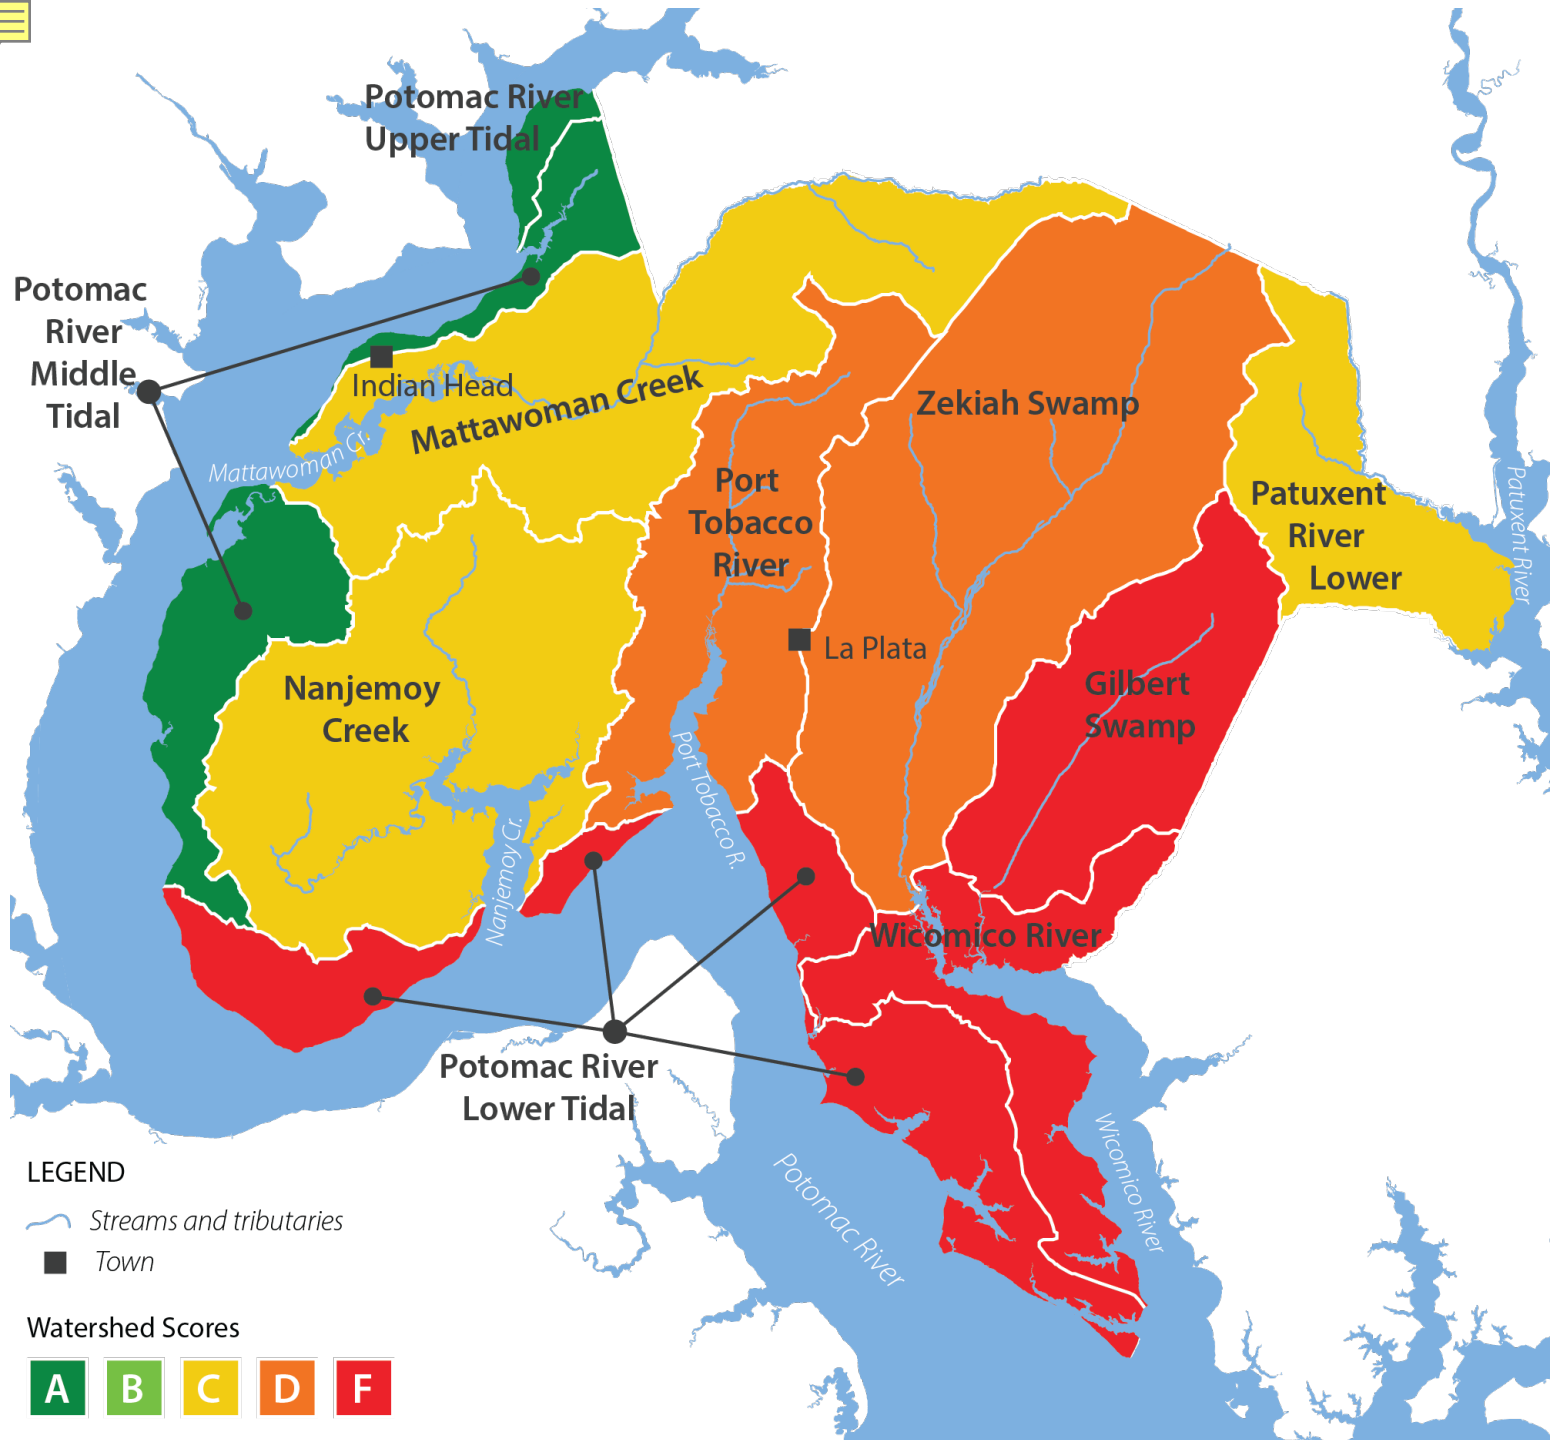 Potomac River
Upper Tidal
Potomac
River
Middle
Tidal
Indian Head
Mattawoman Creek
Mattawoman Cr.
Zekiah Swamp
Port
Tobacco
River
Patuxent
River
Lower
Patuxent River
La Plata
Nanjemoy
Creek
Gilbert
Swamp
Port Tobacco R.
Nanjemoy Cr.
Wicomico River
Potomac River
Lower Tidal
Wicomico River
Potomac River
LEGEND
Streams and tributaries
Town
Watershed Scores
A B C D F